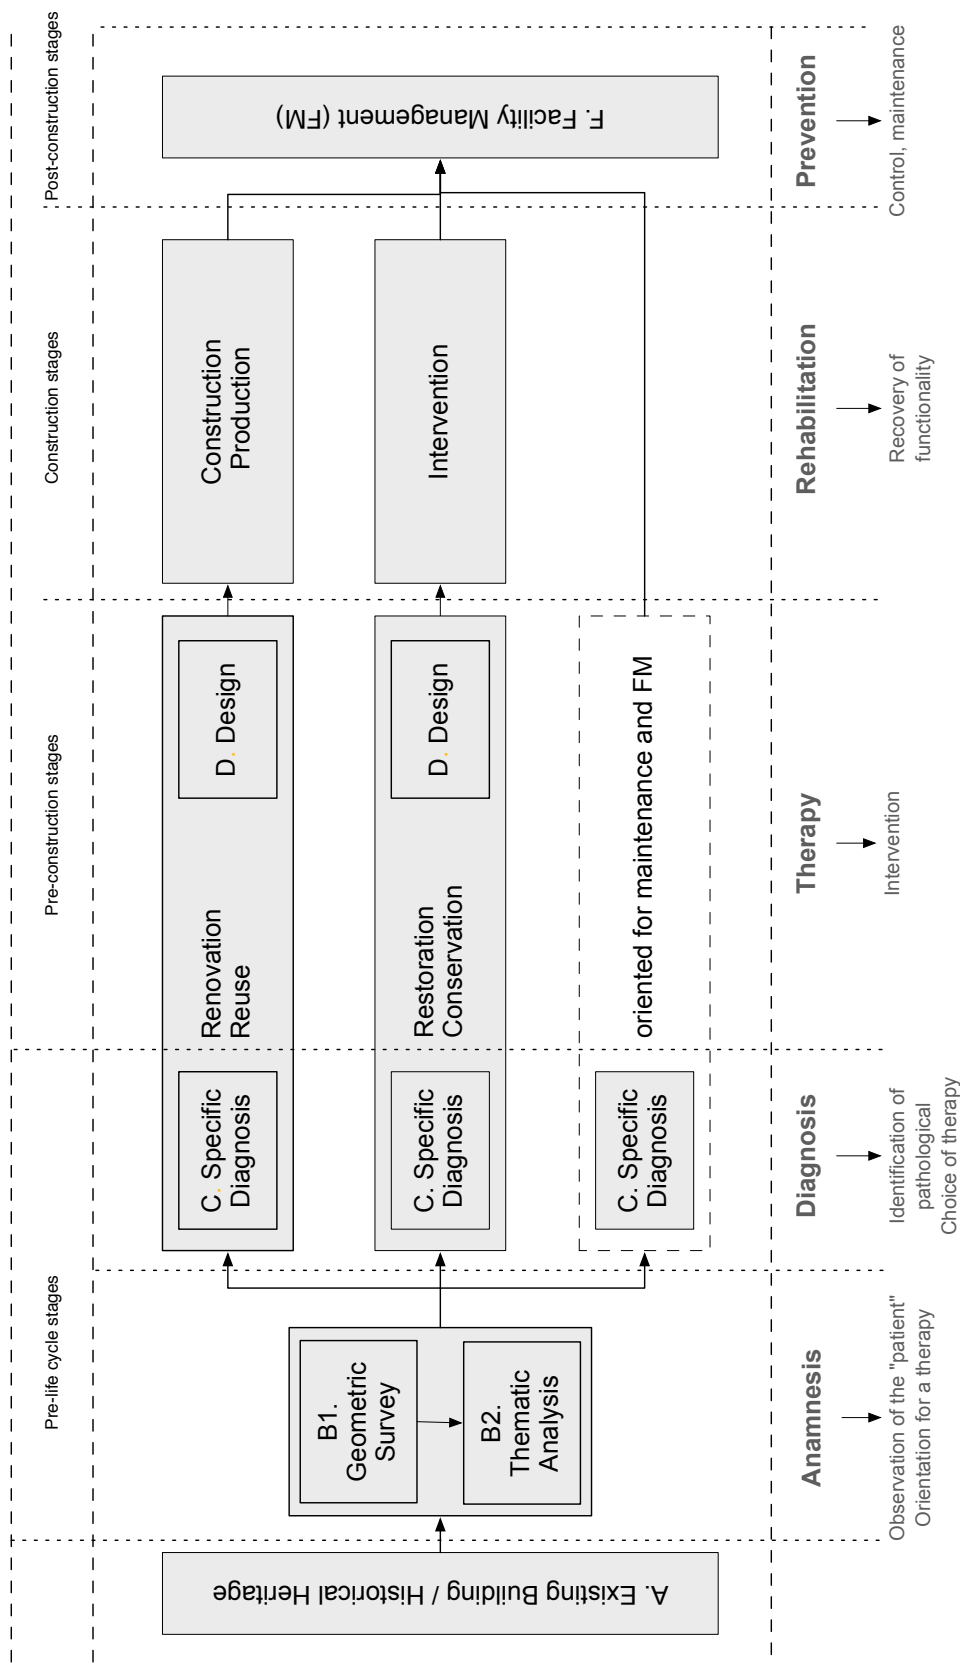 Pre-life cycle stages
Pre-construction stages
Construction stages
Post-construction stages
A. Existing Building / Historical Heritage
B1.
Geometric
Survey
B2.
Thematic
Analysis
C. Specific
Diagnosis
Renovation
Reuse
D. Design
Construction
Production
C. Specific
Diagnosis
Restoration
Conservation
D. Design
Intervention
C. Specific
Diagnosis
oriented for maintenance and FM
F. Facility Management (FM)
Anamnesis
Observation of the "patient"
Orientation for a therapy
Diagnosis
Identification of
pathological
Choice of therapy
Therapy
Intervention
Rehabilitation
Recovery of
functionality
Prevention
Control, maintenance